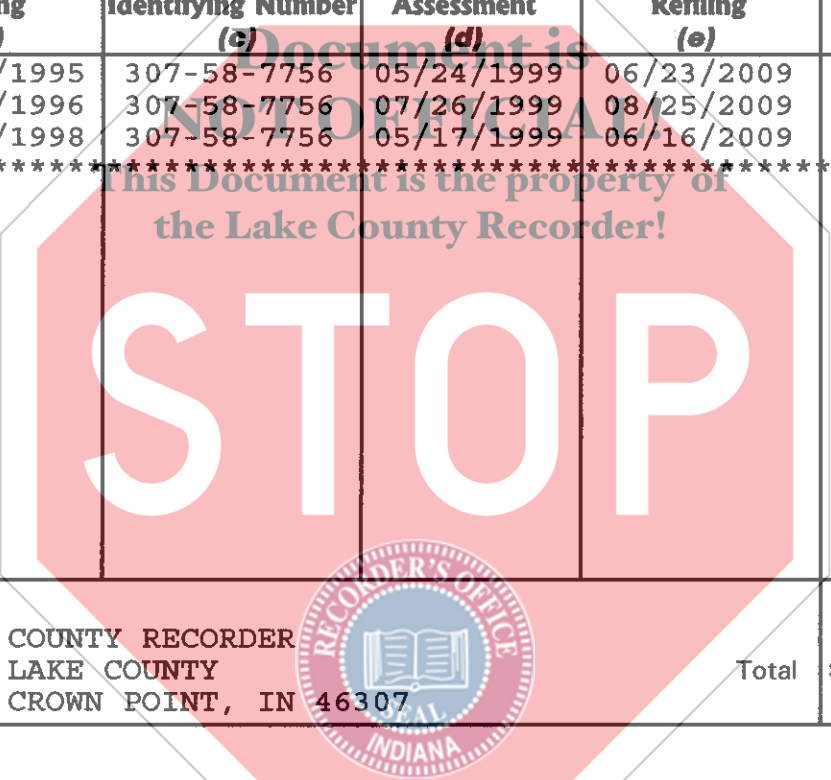 ng Identifying Number Assessment Refiling
) (c) (d) (e)
Document is
/1995 307-58-7756 05/24/1999 06/23/2009
/1996 307-58-7756 07/26/1999 08/25/2009
NOT OFFICIAL!
/1998 307-58-7756 05/17/1999 06/16/2009
This Document is the property of
the Lake County Recorder!
STOP
RECORDER'S OFFICE
COUNTY RECORDER
LAKE COUNTY Total $
CROWN POINT, IN 46307
SEAL
INDIANA